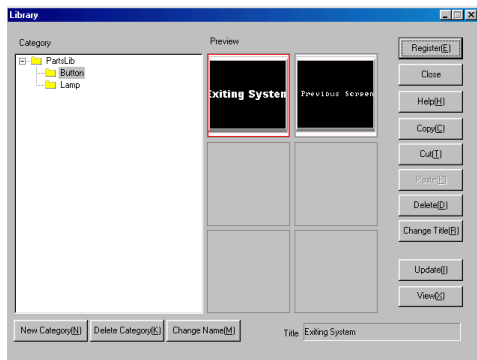 Library
Category
Preview
PartsLib
Button
Lamp
Exiting System
Previous Screen
Register(E)
Close
Help(H)
Copy(C)
Cut(T)
Paste(P)
Delete(D)
Change Title(R)
Update(I)
View(X)
New Category(N)
Delete Category(K)
Change Name(M)
Title
Exiting System